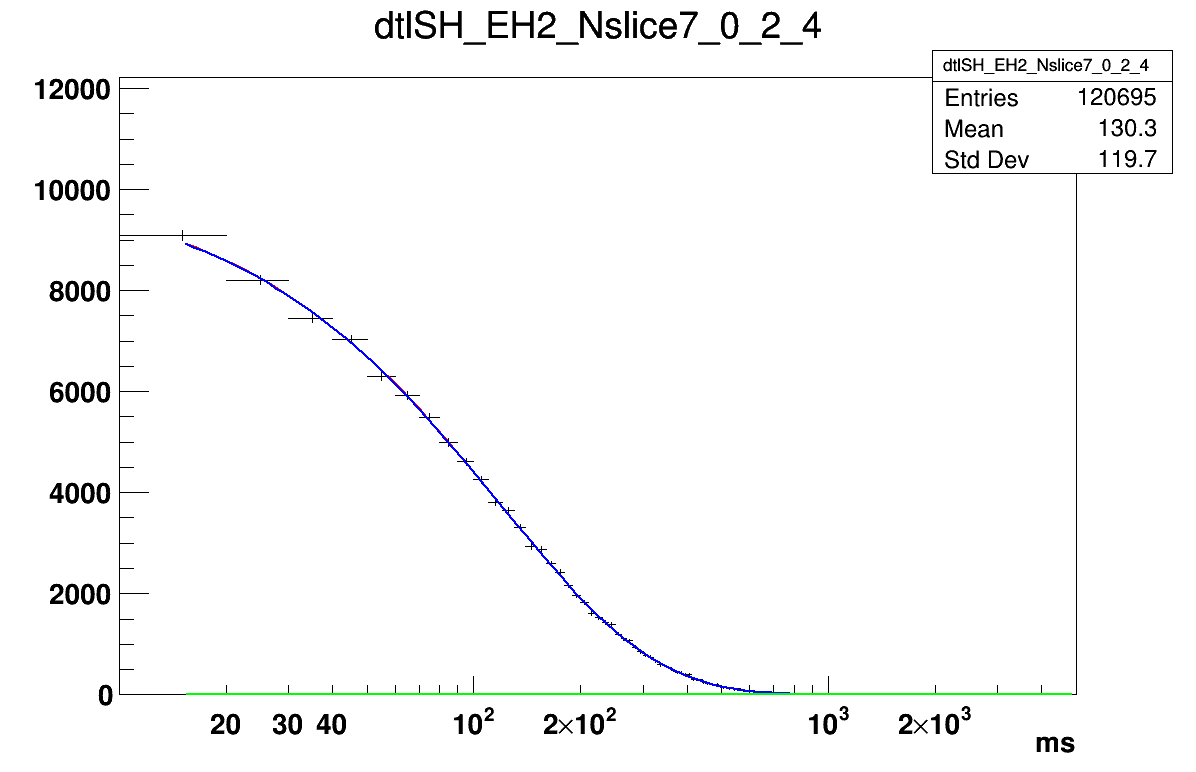 dtlSH_EH2_Nslice7_0_2_4
dtlSH_EH2_Nslice7_0_2_4
Entries 120695
Mean 130.3
Std Dev 119.7
12000
10000
8000
6000
4000
2000
0
20 30 40 10² 2×10² 10³ 2×10³
ms